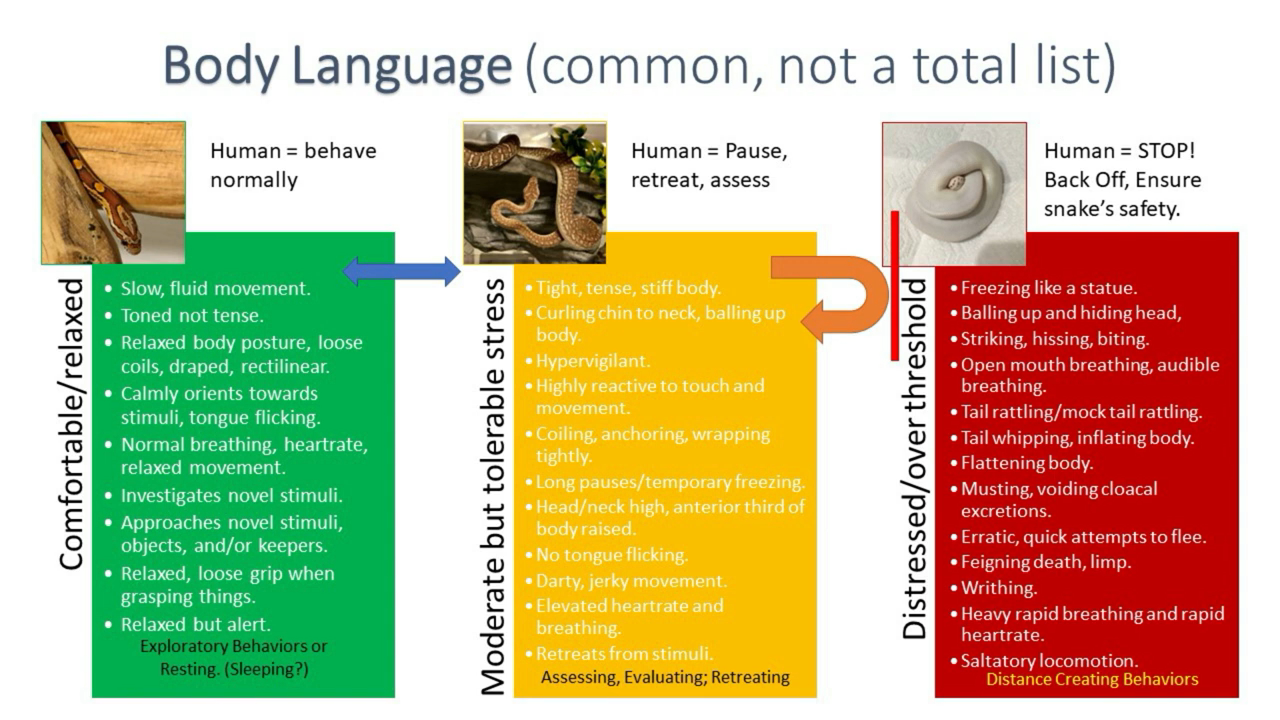 Body Language (common, not a total list)
Human = behave
normally
Comfortable/relaxed
• Slow, fluid movement.
• Toned not tense.
• Relaxed body posture, loose
coils, draped, rectilinear.
• Calmly orients towards
stimuli, tongue flicking.
• Normal breathing, heartrate,
relaxed movement.
• Investigates novel stimuli.
• Approaches novel stimuli,
objects, and/or keepers.
• Relaxed, loose grip when
grasping things.
• Relaxed but alert.
Exploratory Behaviors or
Resting. (Sleeping?)
Human = Pause,
retreat, assess
Moderate but tolerable stress
• Tight, tense, stiff body.
• Curling chin to neck, balling up
body.
• Hypervigilant.
• Highly reactive to touch and
movement.
• Coiling, anchoring, wrapping
tightly.
• Long pauses/temporary freezing.
• Head/neck high, anterior third of
body raised.
• No tongue flicking.
• Darty, jerky movement.
• Elevated heartrate and
breathing.
• Retreats from stimuli.
Assessing, Evaluating; Retreating
Human = STOP!
Back Off, Ensure
snake's safety.
Distressed/over threshold
• Freezing like a statue.
• Balling up and hiding head,
• Striking, hissing, biting.
• Open mouth breathing, audible
breathing.
• Tail rattling/mock tail rattling.
• Tail whipping, inflating body.
• Flattening body.
• Musting, voiding cloacal
excretions.
• Erratic, quick attempts to flee.
• Feigning death, limp.
• Writhing.
• Heavy rapid breathing and rapid
heartrate.
• Saltatory locomotion.
Distance Creating Behaviors